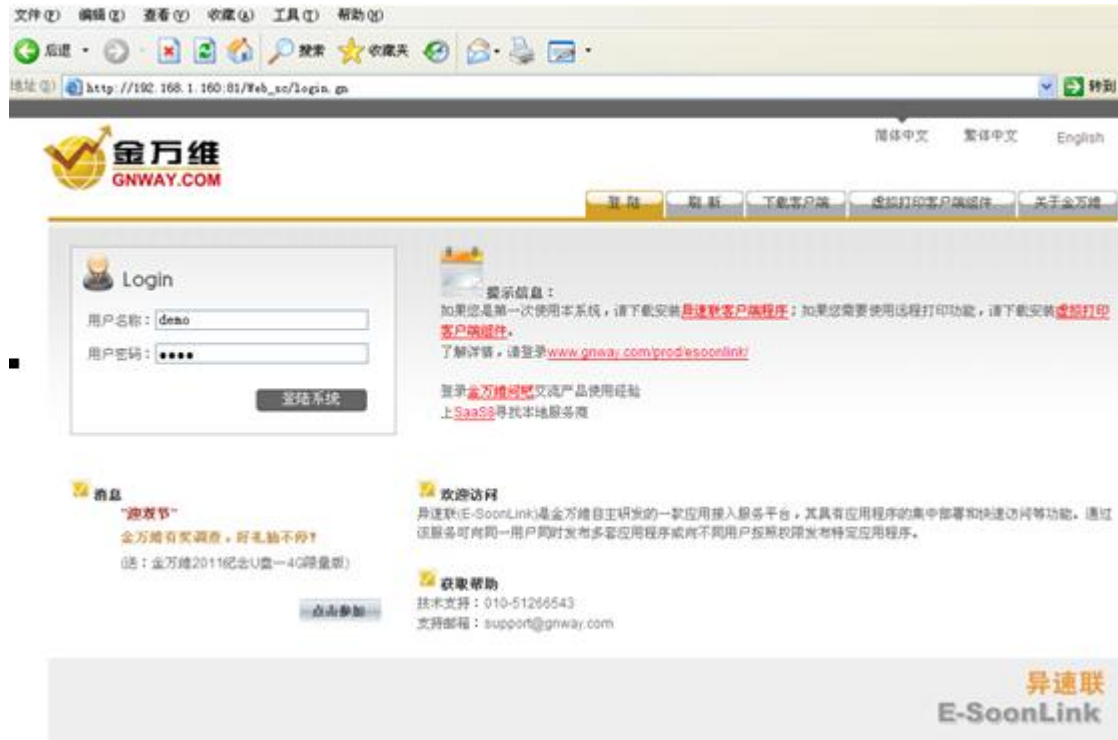 文件(F) 编辑(E) 查看(V) 收藏(A) 工具(T) 帮助(H)
后退 搜索 收藏夹
地址(D) http://192.168.1.160:81/Web_sc/login.gn 转到
简体中文 繁体中文 English
金万维
GNWAY.COM
登 陆 刷 新 下载客户端 虚拟打印客户端组件 关于金万维
Login
用户名称：demo
用户密码：●●●●
登陆系统
提示信息：
如果您是第一次使用本系统，请下载安装异速联客户端程序；如果您需要使用远程打印功能，请下载安装虚拟打印
客户端组件。
了解详情，请登录www.gnway.com/prod/esoonlink/
登录金万维问吧交流产品使用经验
上SaaS8寻找本地服务商
消息
"迎双节"
金万维有奖调查，好礼抽不停！
(送：金万维2011纪念U盘—4G限量版)
点击参加
欢迎访问
异速联(E-SoonLink)是金万维自主研发的一款应用接入服务平台，其具有应用程序的集中部署和快速访问等功能。通过
该服务可向同一用户同时发布多套应用程序或向不同用户按照权限发布特定应用程序。
获取帮助
技术支持：010-51266543
支持邮箱：support@gnway.com
异速联
E-SoonLink